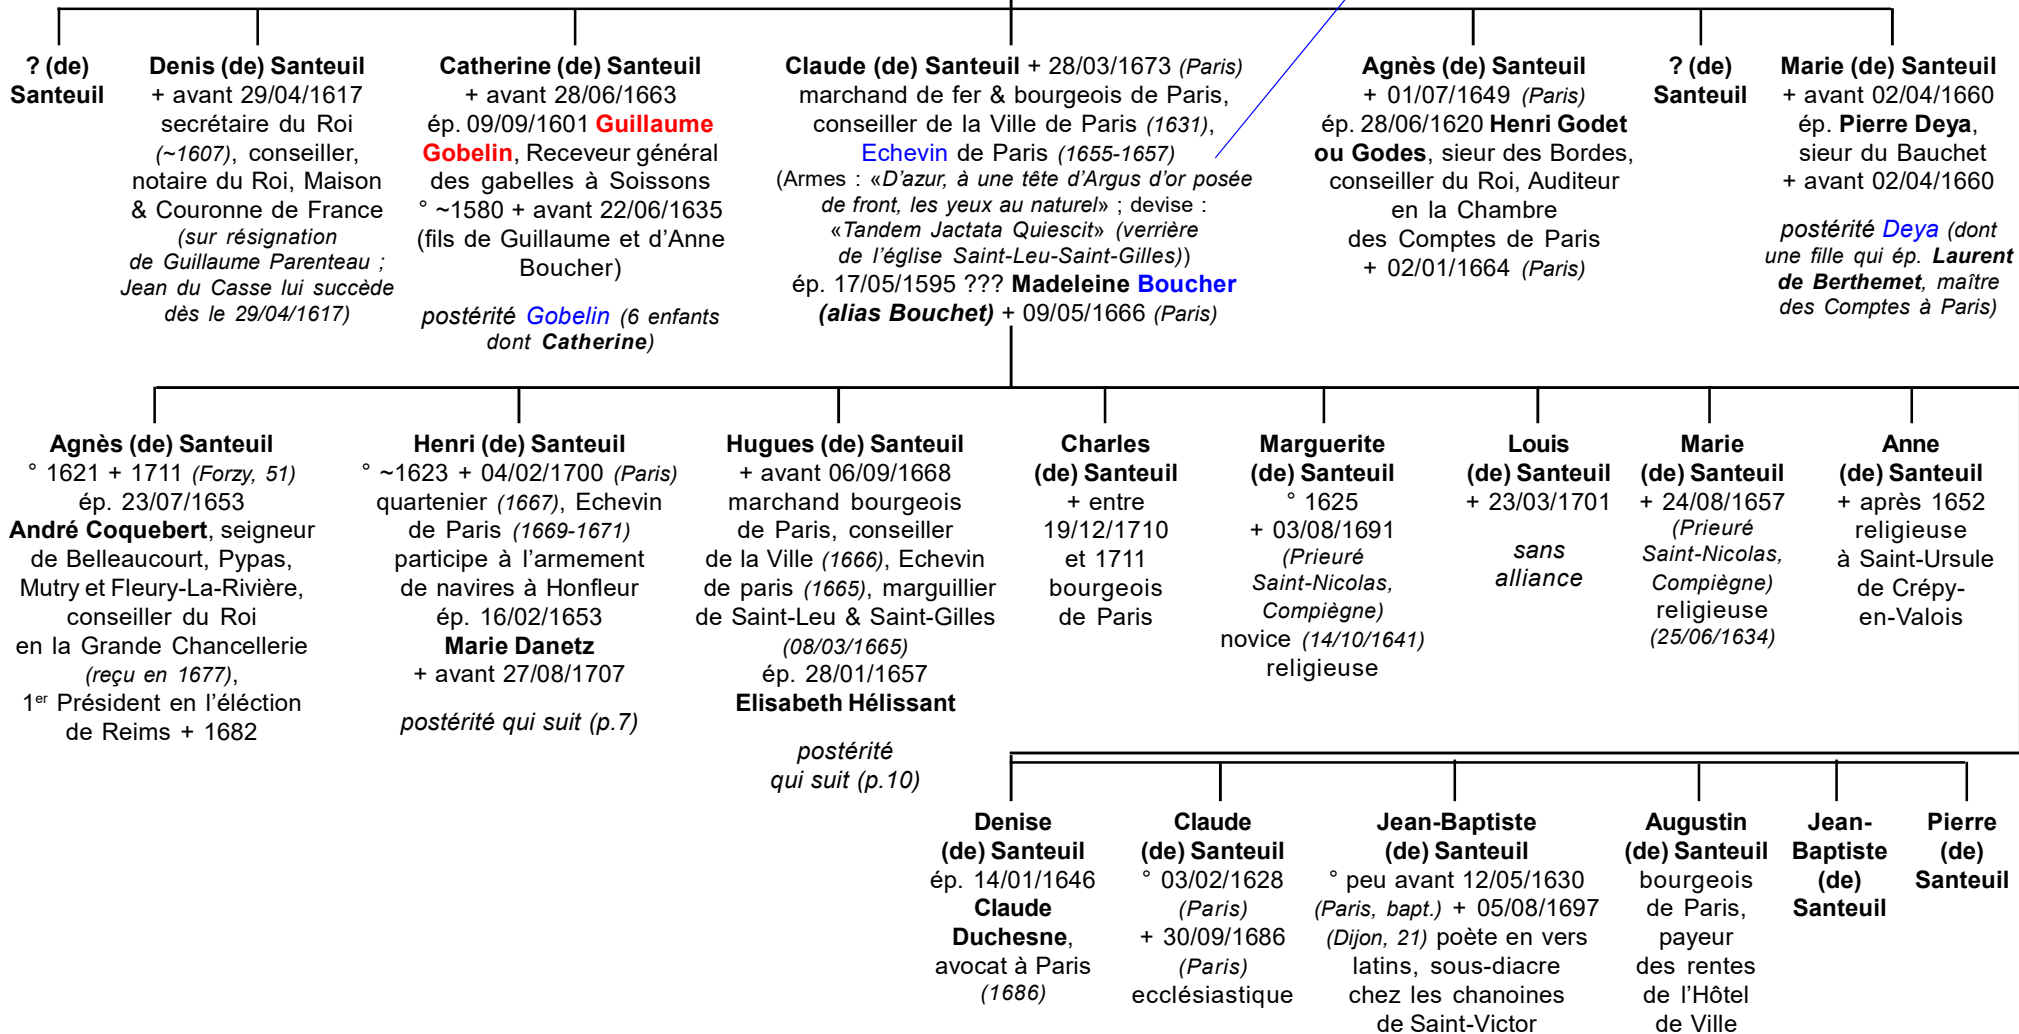 ? (de)
Santeuil
Denis (de) Santeuil
+ avant 29/04/1617
secrétaire du Roi
(~1607), conseiller,
notaire du Roi, Maison
& Couronne de France
(sur résignation
de Guillaume Parenteau ;
Jean du Casse lui succède
dès le 29/04/1617)
Catherine (de) Santeuil
+ avant 28/06/1663
ép. 09/09/1601 Guillaume
Gobelin, Receveur général
des gabelles à Soissons
° ~1580 + avant 22/06/1635
(fils de Guillaume et d'Anne
Boucher)
postérité Gobelin (6 enfants
dont Catherine)
Claude (de) Santeuil + 28/03/1673 (Paris)
marchand de fer & bourgeois de Paris,
conseiller de la Ville de Paris (1631),
Echevin de Paris (1655-1657)
(Armes : «D'azur, à une tête d'Argus d'or posée
de front, les yeux au naturel» ; devise :
«Tandem Jactata Quiescit» (verrière
de l'église Saint-Leu-Saint-Gilles))
ép. 17/05/1595 ??? Madeleine Boucher
(alias Bouchet) + 09/05/1666 (Paris)
Agnès (de) Santeuil
+ 01/07/1649 (Paris)
ép. 28/06/1620 Henri Godet
ou Godes, sieur des Bordes,
conseiller du Roi, Auditeur
en la Chambre
des Comptes de Paris
+ 02/01/1664 (Paris)
? (de)
Santeuil
Marie (de) Santeuil
+ avant 02/04/1660
ép. Pierre Deya,
sieur du Bauchet
+ avant 02/04/1660
postérité Deya (dont
une fille qui ép. Laurent
de Berthemet, maître
des Comptes à Paris)
Agnès (de) Santeuil
° 1621 + 1711 (Forzy, 51)
ép. 23/07/1653
André Coquebert, seigneur
de Belleaucourt, Pypas,
Mutry et Fleury-La-Rivière,
conseiller du Roi
en la Grande Chancellerie
(reçu en 1677),
1er Président en l'éléction
de Reims + 1682
Henri (de) Santeuil
° ~1623 + 04/02/1700 (Paris)
quartenier (1667), Echevin
de Paris (1669-1671)
participe à l'armement
de navires à Honfleur
ép. 16/02/1653
Marie Danetz
+ avant 27/08/1707
postérité qui suit (p.7)
Hugues (de) Santeuil
+ avant 06/09/1668
marchand bourgeois
de Paris, conseiller
de la Ville (1666), Echevin
de paris (1665), marguillier
de Saint-Leu & Saint-Gilles
(08/03/1665)
ép. 28/01/1657
Elisabeth Hélissant
postérité
qui suit (p.10)
Charles
(de) Santeuil
+ entre
19/12/1710
et 1711
bourgeois
de Paris
Marguerite
(de) Santeuil
° 1625
+ 03/08/1691
(Prieuré
Saint-Nicolas,
Compiègne)
novice (14/10/1641)
religieuse
Louis
(de) Santeuil
+ 23/03/1701
sans
alliance
Marie
(de) Santeuil
+ 24/08/1657
(Prieuré
Saint-Nicolas,
Compiègne)
religieuse
(25/06/1634)
Anne
(de) Santeuil
+ après 1652
religieuse
à Saint-Ursule
de Crépy-
en-Valois
Denise
(de) Santeuil
ép. 14/01/1646
Claude
Duchesne,
avocat à Paris
(1686)
Claude
(de) Santeuil
° 03/02/1628
(Paris)
+ 30/09/1686
(Paris)
ecclésiastique
Jean-Baptiste
(de) Santeuil
° peu avant 12/05/1630
(Paris, bapt.) + 05/08/1697
(Dijon, 21) poète en vers
latins, sous-diacre
chez les chanoines
de Saint-Victor
Augustin
(de) Santeuil
bourgeois
de Paris,
payeur
des rentes
de l'Hôtel
de Ville
Jean-
Baptiste
(de)
Santeuil
Pierre
(de)
Santeuil